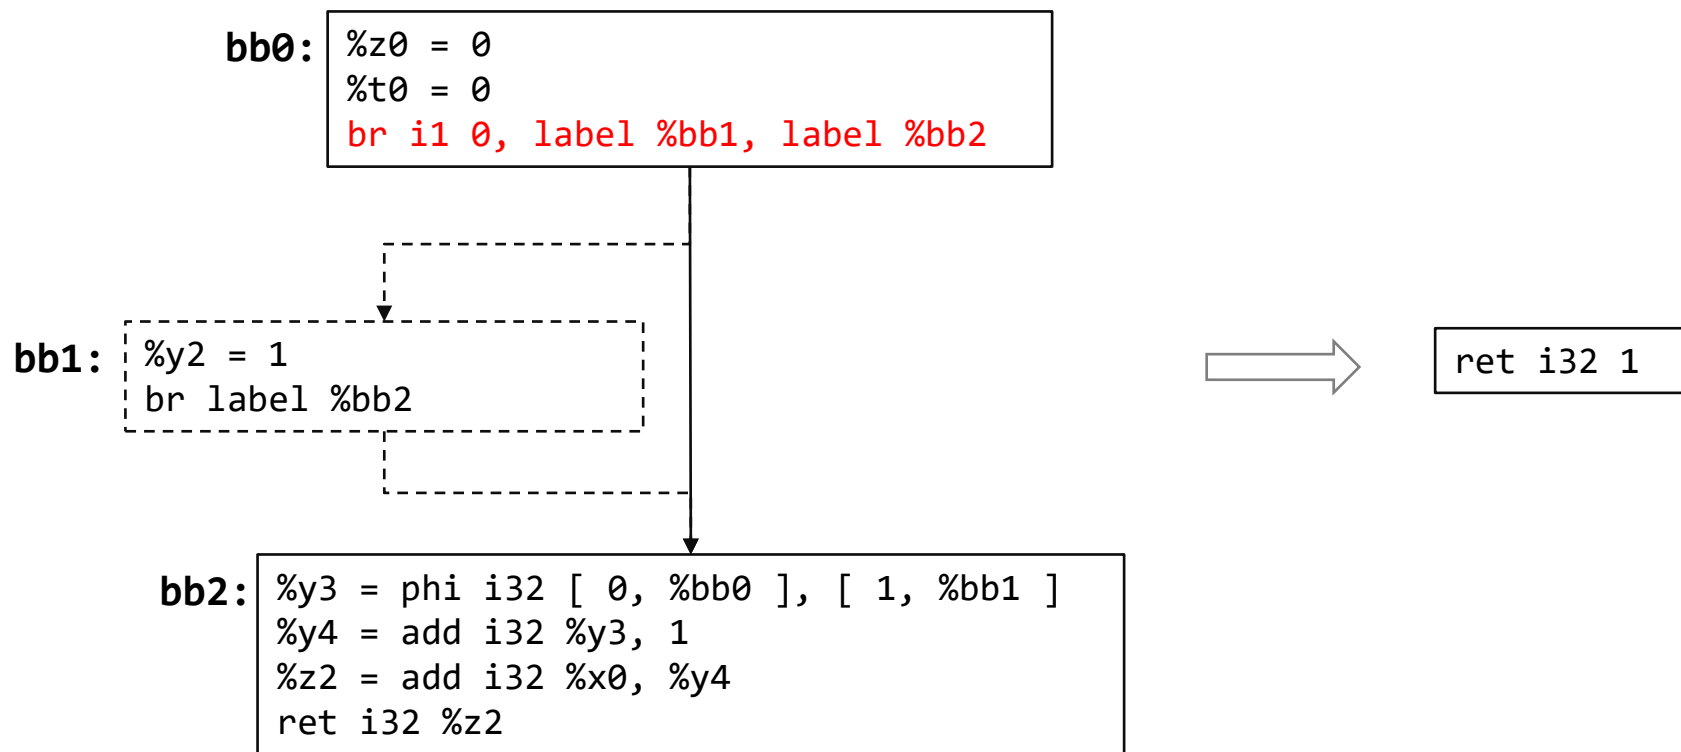 bb0:
%z0 = 0
%t0 = 0
br i1 0, label %bb1, label %bb2
bb1:
%y2 = 1
br label %bb2
ret i32 1
bb2:
%y3 = phi i32 [ 0, %bb0 ], [ 1, %bb1 ]
%y4 = add i32 %y3, 1
%z2 = add i32 %x0, %y4
ret i32 %z2